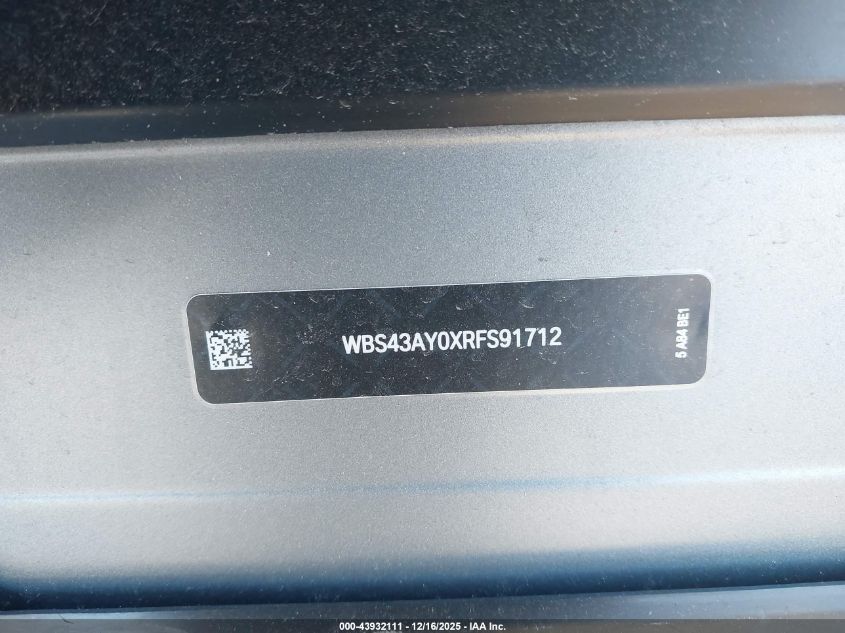 WBS43AY0XRFS91712
5 AB4 BE1
000-43932111 - 12/16/2025 - IAA Inc.